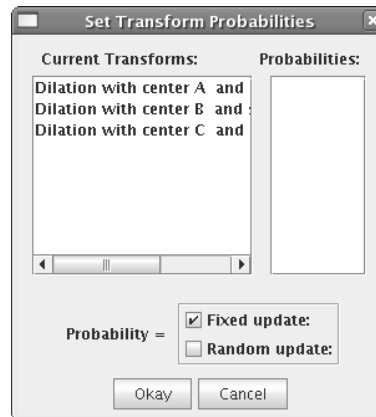 Set Transform Probabilities
Current Transforms: Probabilities:
Dilation with center A and
Dilation with center B and
Dilation with center C and
Probability =
Fixed update:
Random update:
Okay Cancel